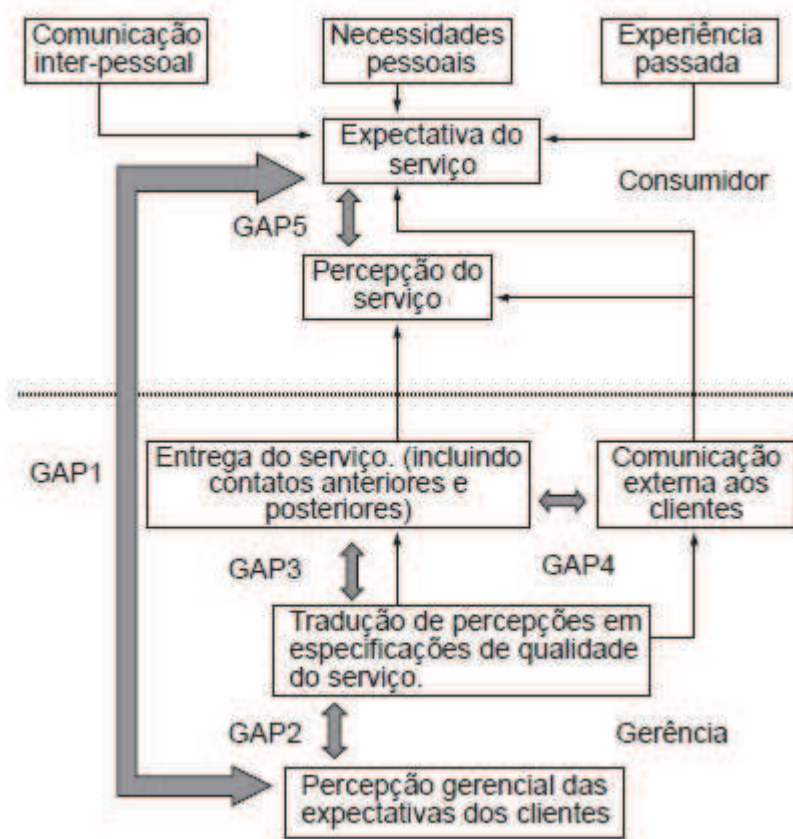 Comunicação
inter-pessoal
Necessidades
pessoais
Experiência
passada
Expectativa do
serviço
Consumidor
GAP5
Percepção do
serviço
GAP1
Entrega do serviço. (incluindo
contatos anteriores e
posteriores)
Comunicação
externa aos
clientes
GAP3
GAP4
Tradução de percepções em
especificações de qualidade
do serviço.
GAP2
Gerência
Percepção gerencial das
expectativas dos clientes